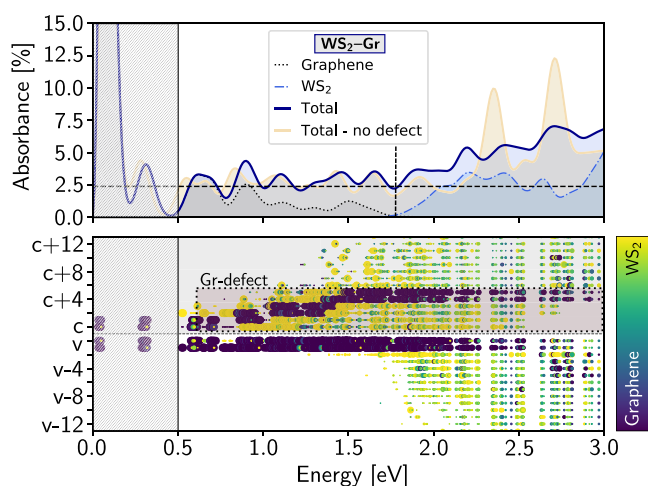 15.0
12.5
10.0
7.5
5.0
2.5
0.0
Absorbance [%]
WS₂–Gr
Graphene
WS₂
Total
Total - no defect
c+12
c+8
c+4
c
v
v-4
v-8
v-12
Gr-defect
WS₂
Graphene
0.0 0.5 1.0 1.5 2.0 2.5 3.0
Energy [eV]